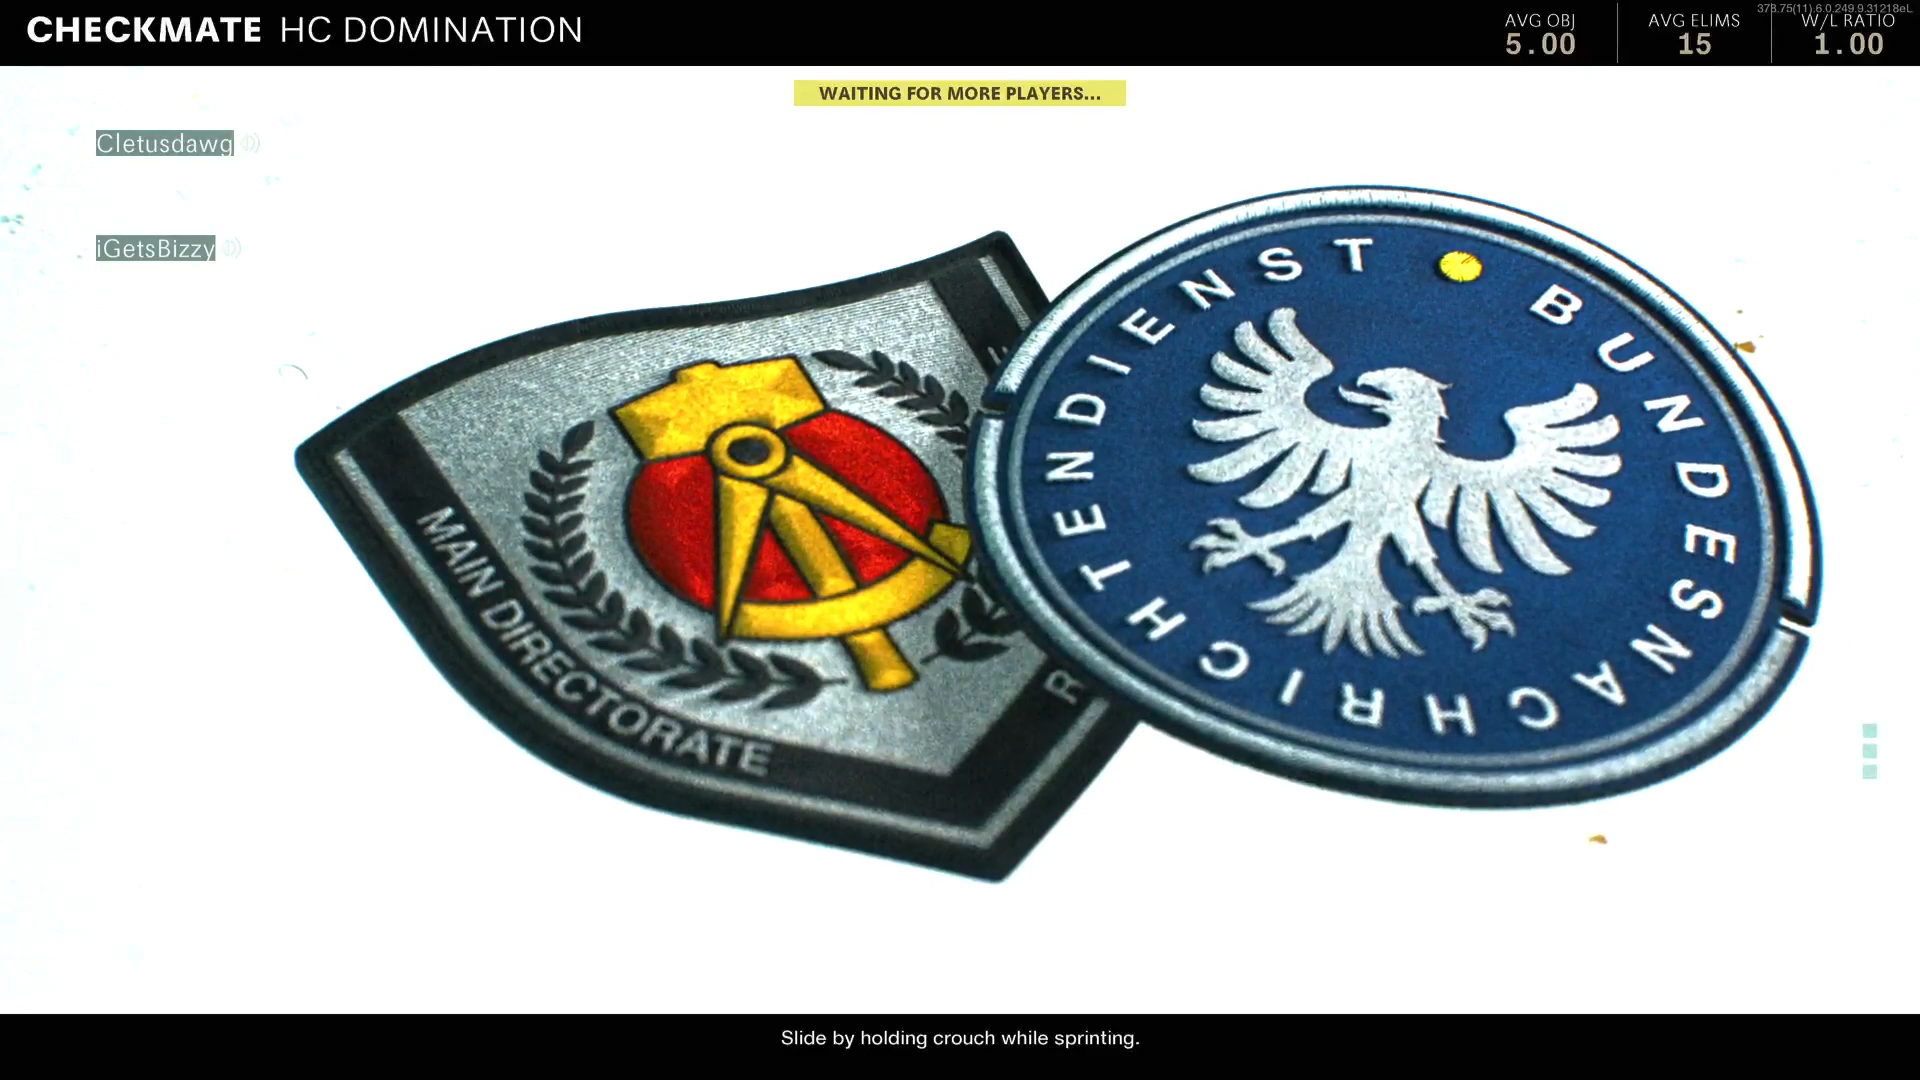 CHECKMATE HC DOMINATION
AVG OBJ
5.00
AVG ELIMS
15
W/L RATIO
1.00
WAITING FOR MORE PLAYERS...
Cletusdawg
iGetsBizzy
MAIN DIRECTORATE
R
BUNDESNACHRICHTENDIENST
Slide by holding crouch while sprinting.